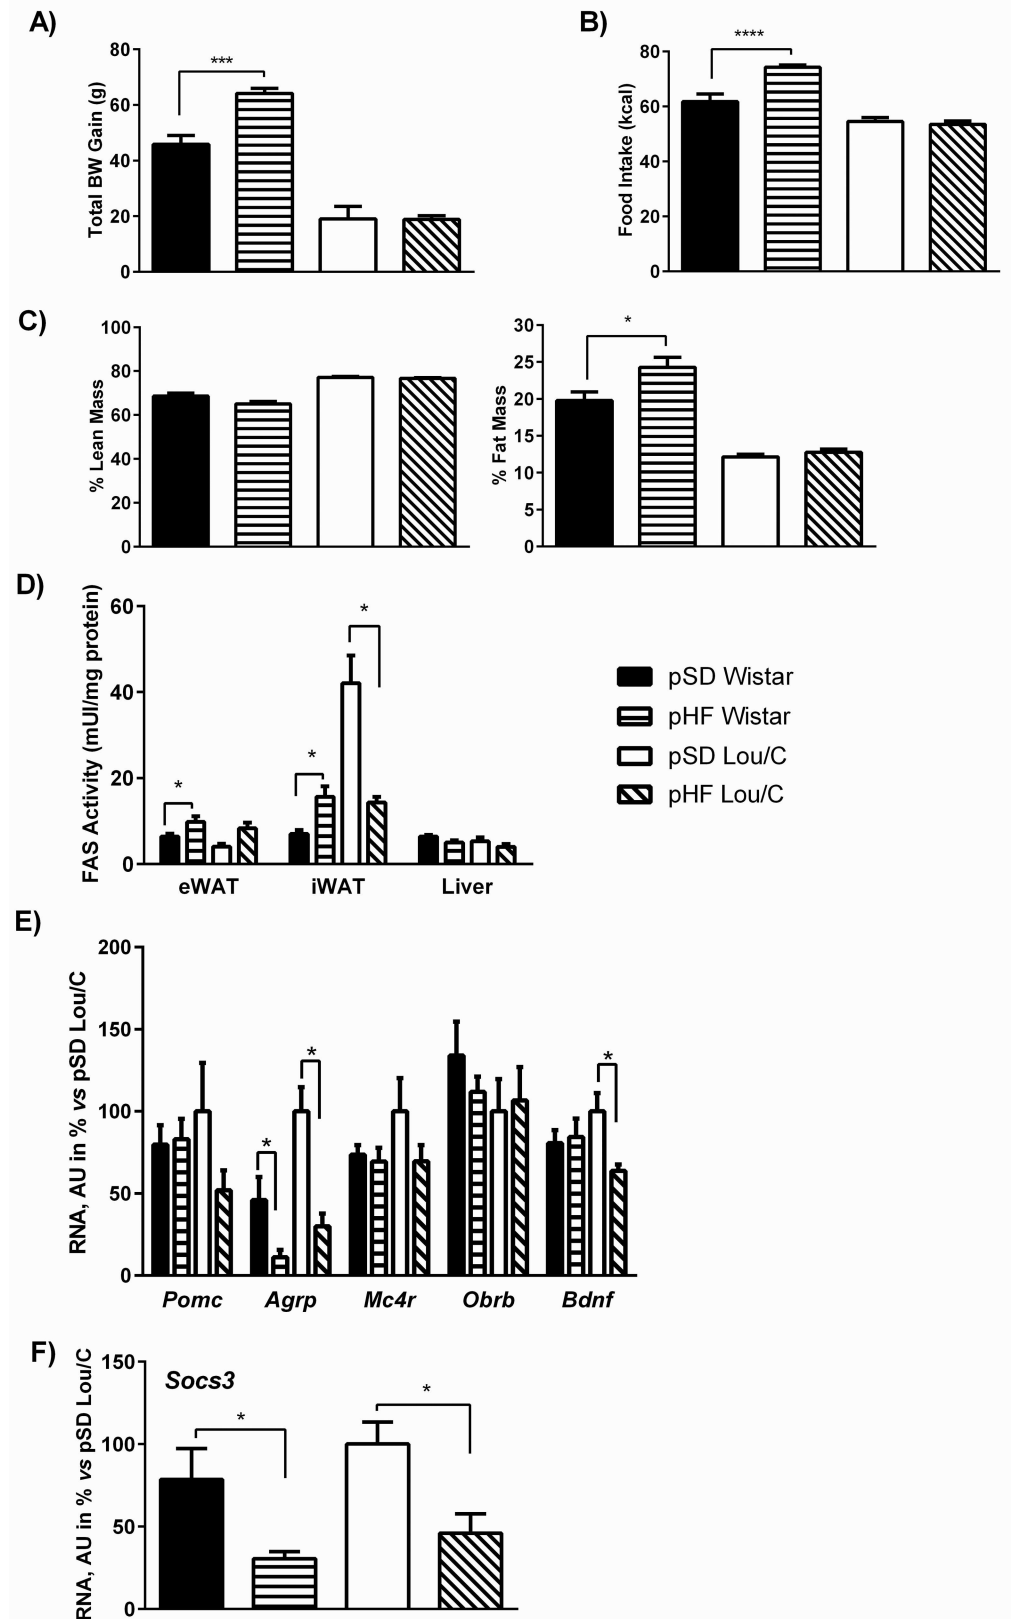 A)
Total BW Gain (g)
80
60
40
20
0
***
B)
Food Intake (kcal)
80
60
40
20
0
****
C)
% Lean Mass
100
80
60
40
20
0
% Fat Mass
30
25
20
15
10
5
0
*
D)
FAS Activity (mUI/mg protein)
60
40
20
0
*
*
*
eWAT iWAT Liver
pSD Wistar
pHF Wistar
pSD Lou/C
pHF Lou/C
E)
RNA, AU in % vs pSD Lou/C
200
150
100
50
0
*
*
*
Pomc Agrp Mc4r Obrb Bdnf
F)
RNA, AU in % vs pSD Lou/C
150
100
50
0
Socs3
*
*